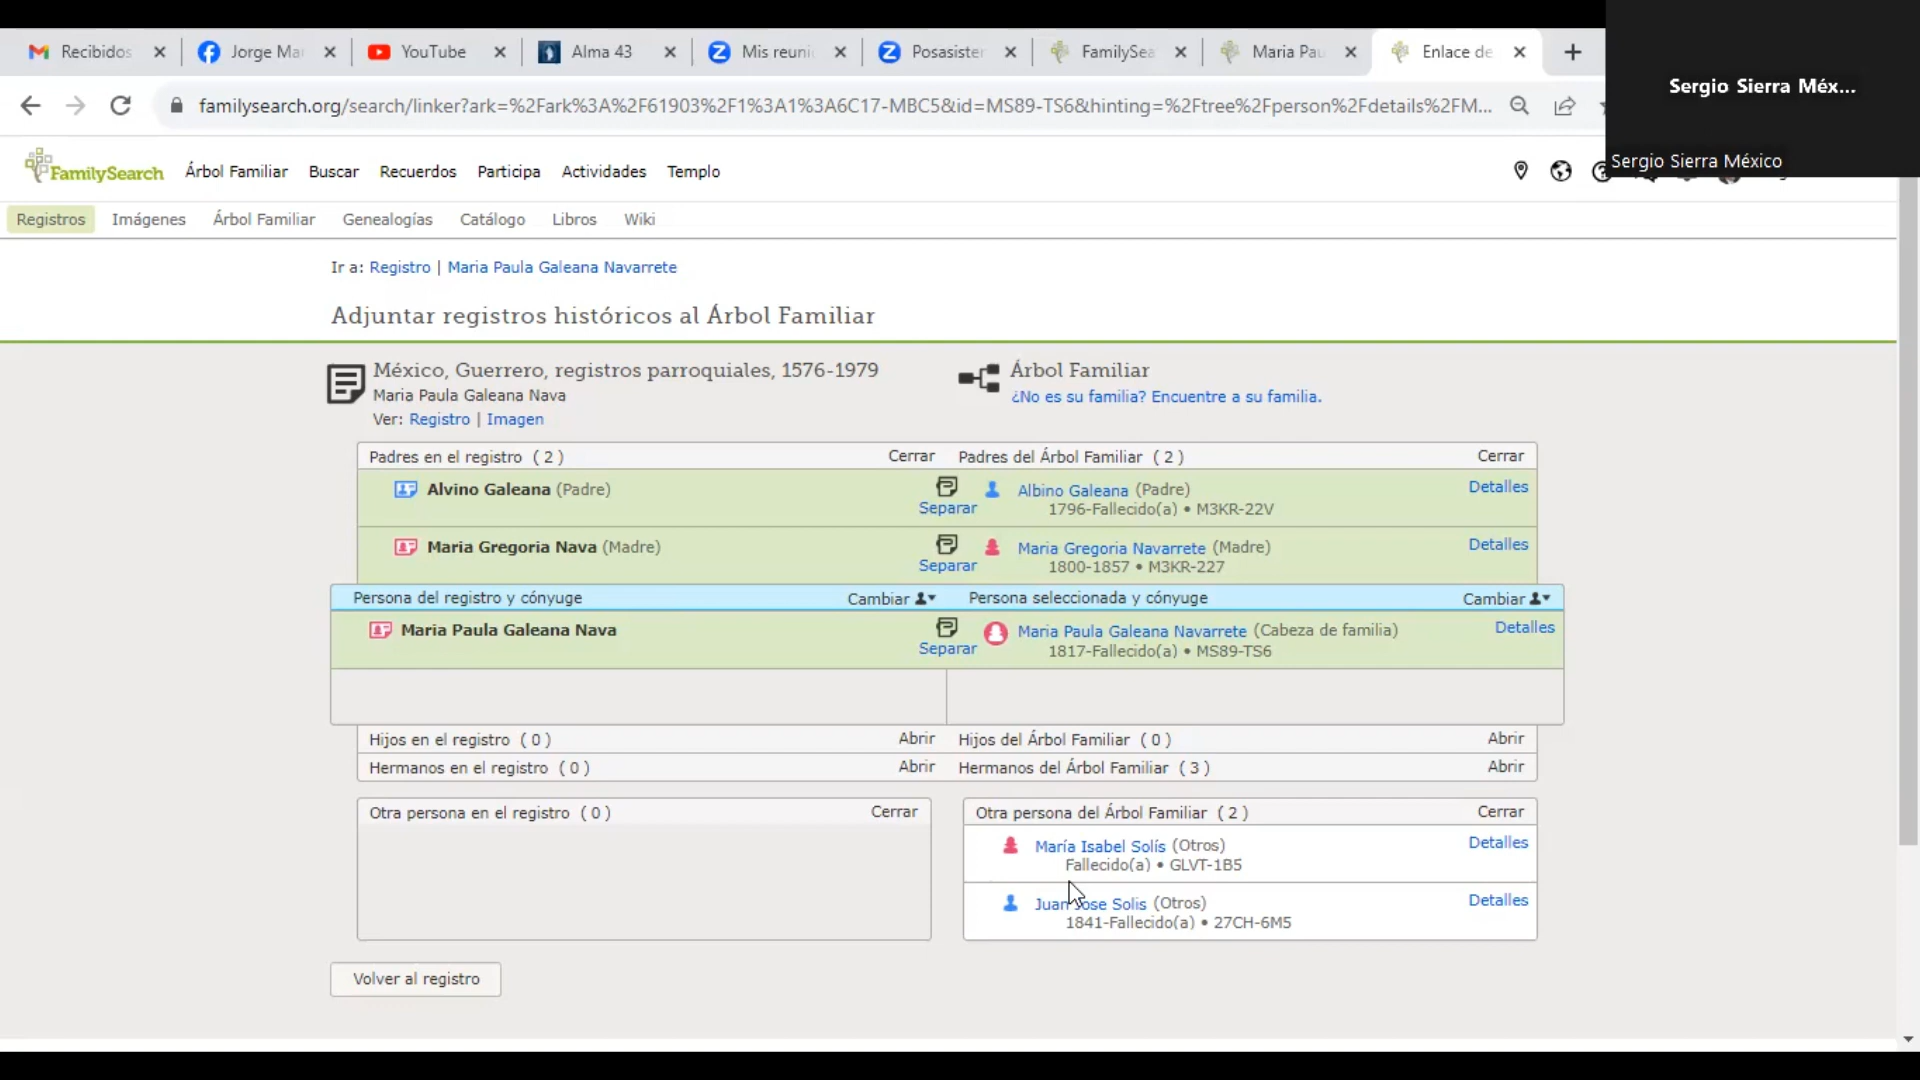 Recibidos
Jorge Ma
YouTube
Alma 43
Mis reuni
Posasister
FamilySea
Maria Pau
Enlace de
familysearch.org/search/linker?ark=%2Fark%3A%2F61903%2F1%3A1%3A6C17-MBC5&id=MS89-TS6&hinting=%2Ftree%2Fperson%2Fdetails%2FM...
Sergio Sierra Méx...
Sergio Sierra México
FamilySearch Árbol Familiar Buscar Recuerdos Participa Actividades Templo
Registros Imágenes Árbol Familiar Genealogías Catálogo Libros Wiki
Ir a: Registro | Maria Paula Galeana Navarrete
Adjuntar registros históricos al Árbol Familiar
México, Guerrero, registros parroquiales, 1576-1979
Maria Paula Galeana Nava
Ver: Registro | Imagen
Árbol Familiar
¿No es su familia? Encuentre a su familia.
Padres en el registro ( 2 ) Cerrar Padres del Árbol Familiar ( 2 ) Cerrar
Alvino Galeana (Padre) Separar Albino Galeana (Padre) Detalles
1796-Fallecido(a) • M3KR-22V
Maria Gregoria Nava (Madre) Separar Maria Gregoria Navarrete (Madre) Detalles
1800-1857 • M3KR-227
Persona del registro y cónyuge Cambiar Persona seleccionada y cónyuge Cambiar
Maria Paula Galeana Nava Separar Maria Paula Galeana Navarrete (Cabeza de familia) Detalles
1817-Fallecido(a) • MS89-TS6
Hijos en el registro ( 0 ) Abrir Hijos del Árbol Familiar ( 0 ) Abrir
Hermanos en el registro ( 0 ) Abrir Hermanos del Árbol Familiar ( 3 ) Abrir
Otra persona en el registro ( 0 ) Cerrar Otra persona del Árbol Familiar ( 2 ) Cerrar
María Isabel Solís (Otros) Detalles
Fallecido(a) • GLVT-1B5
Juan Jose Solis (Otros) Detalles
1841-Fallecido(a) • 27CH-6M5
Volver al registro